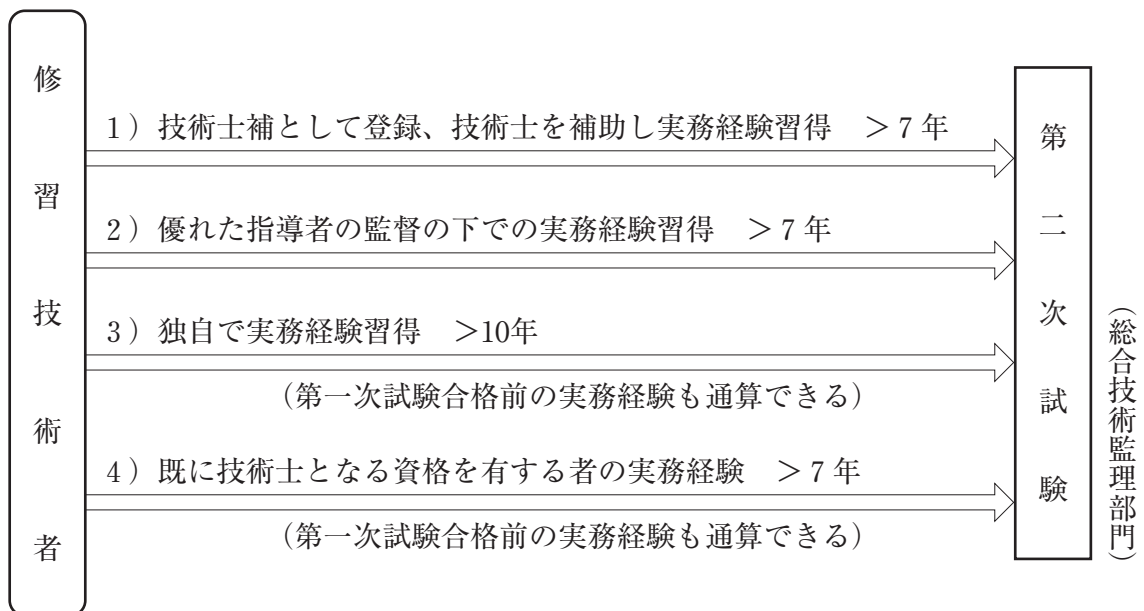 修習技術者
1）技術士補として登録、技術士を補助し実務経験習得　＞7年
2）優れた指導者の監督の下での実務経験習得　＞7年
3）独自で実務経験習得　＞10年
（第一次試験合格前の実務経験も通算できる）
4）既に技術士となる資格を有する者の実務経験　＞7年
（第一次試験合格前の実務経験も通算できる）
第二次試験
（総合技術監理部門）